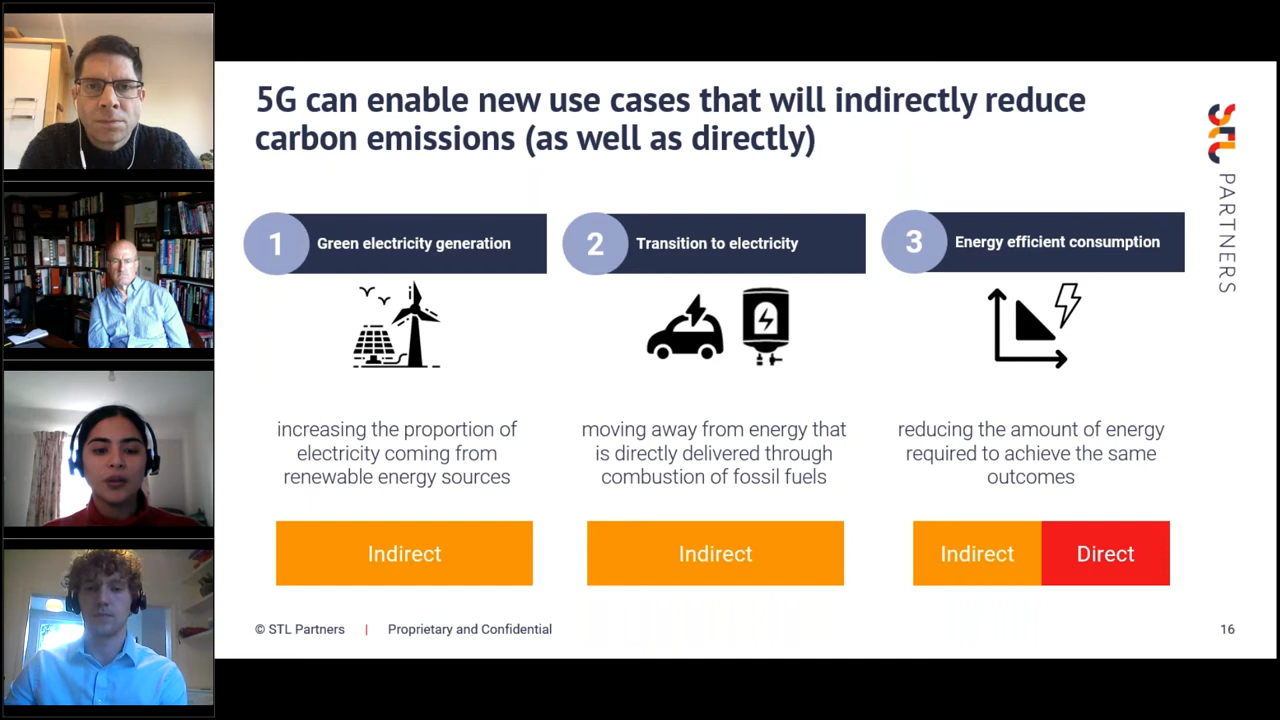 5G can enable new use cases that will indirectly reduce
carbon emissions (as well as directly)
STL PARTNERS
1
Green electricity generation
2
Transition to electricity
3
Energy efficient consumption
increasing the proportion of
electricity coming from
renewable energy sources
moving away from energy that
is directly delivered through
combustion of fossil fuels
reducing the amount of energy
required to achieve the same
outcomes
Indirect
Indirect
Indirect
Direct
© STL Partners | Proprietary and Confidential
16